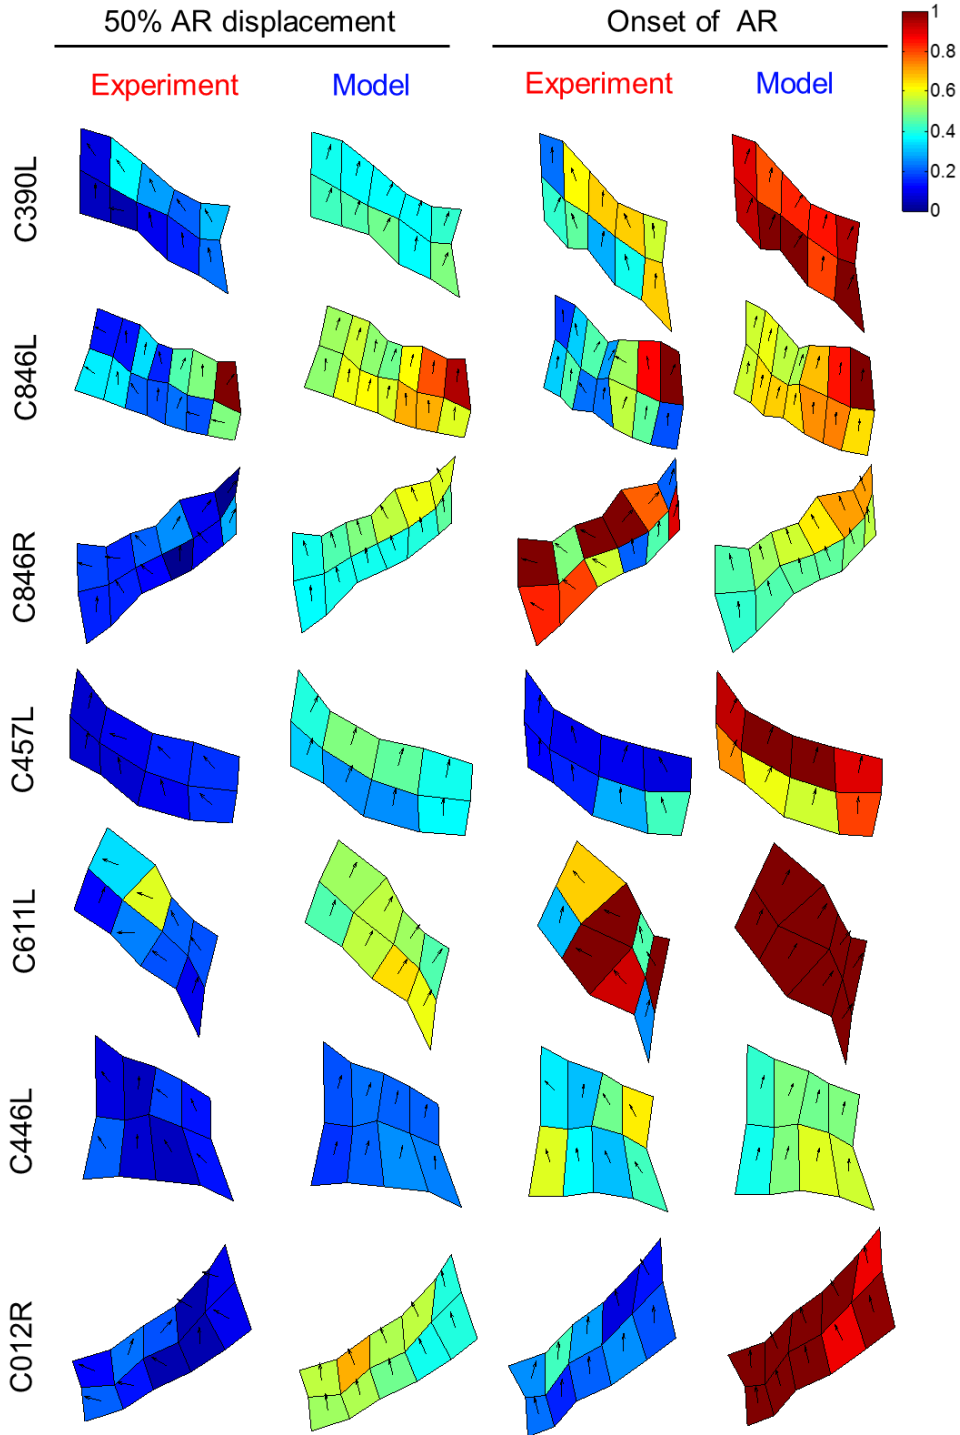 50% AR displacement
Onset of AR
Experiment
Model
Experiment
Model
1
0.8
0.6
0.4
0.2
0
C390L
C846L
C846R
C457L
C611L
C446L
C012R